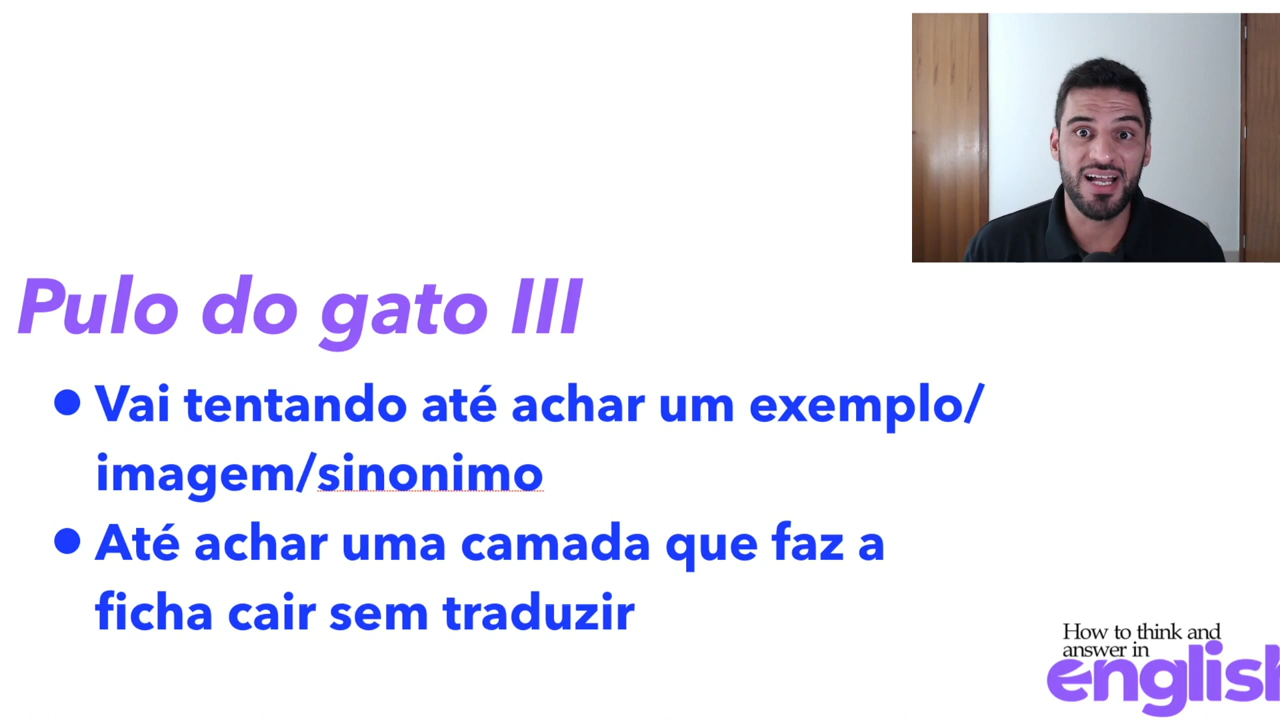 Pulo do gato III
● Vai tentando até achar um exemplo/
imagem/sinonimo
● Até achar uma camada que faz a
ficha cair sem traduzir
How to think and
answer in
english